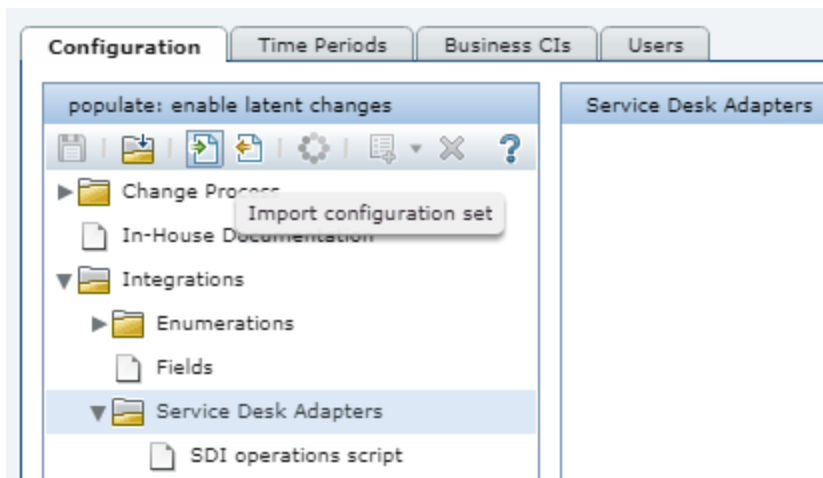 Configuration
Time Periods
Business CIs
Users
populate: enable latent changes
Service Desk Adapters
?
Change Process
Import configuration set
In-House Documentation
Integrations
Enumerations
Fields
Service Desk Adapters
SDI operations script